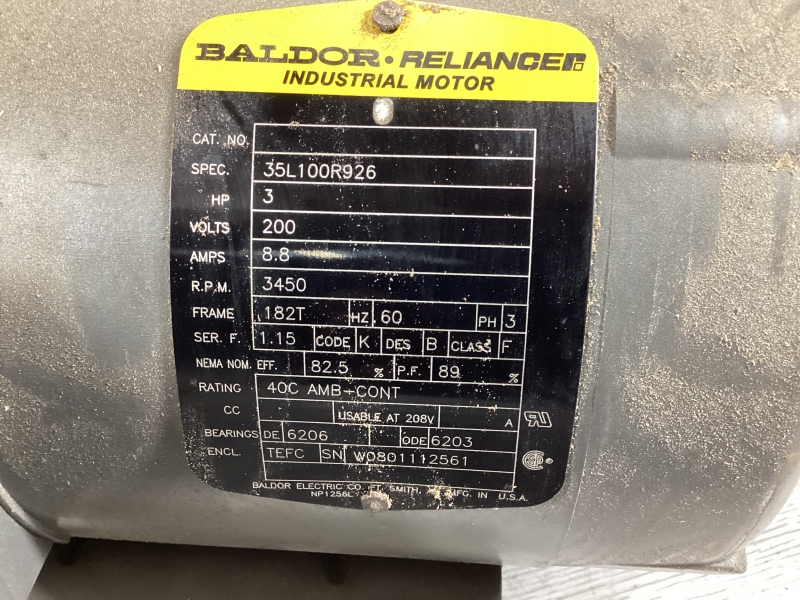 BALDOR • RELIANCER
INDUSTRIAL MOTOR
CAT. NO.
SPEC. 35L100R926
HP 3
VOLTS 200
AMPS 8.8
R.P.M. 3450
FRAME 182T HZ 60 PH 3
SER. F. 1.15 CODE K DES B CLASS F
NEMA NOM. EFF. 82.5 % P.F. 89 %
RATING 40C AMB-CONT
CC USABLE AT 208V A
BEARINGS DE 6206 ODE 6203
ENCL. TEFC SN W0801112561
BALDOR ELECTRIC CO. FT. SMITH, MFG. IN U.S.A.
NP1256L